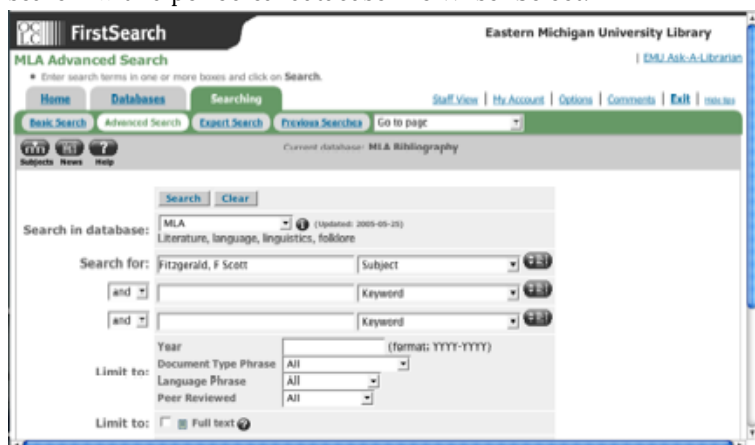 OCLC FirstSearch
Eastern Michigan University Library
MLA Advanced Search
| EMU Ask-A-Librarian
• Enter search terms in one or more boxes and click on Search.
Home Databases Searching
Staff View | My Account | Options | Comments | Exit |
Basic Search Advanced Search Expert Search Previous Searches Go to page
Subjects News Help
Current database: MLA Bibliography
Search Clear
Search in database: MLA (Updated: 2005-05-25)
Literature, language, linguistics, folklore
Search for: Fitzgerald, F Scott Subject
and Keyword
and Keyword
Year (format: YYYY-YYYY)
Limit to: Document Type Phrase All
Language Phrase All
Peer Reviewed All
Limit to: Full text